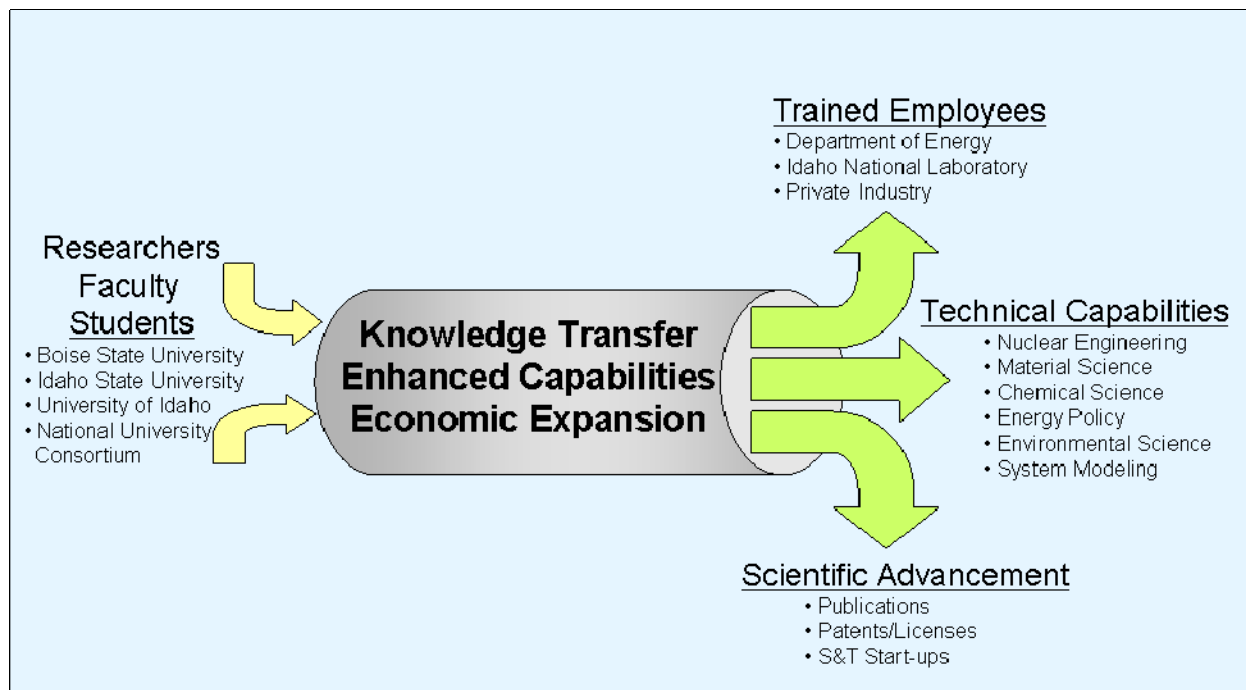 Researchers
Faculty
Students
• Boise State University
• Idaho State University
• University of Idaho
• National University
Consortium
Knowledge Transfer
Enhanced Capabilities
Economic Expansion
Trained Employees
• Department of Energy
• Idaho National Laboratory
• Private Industry
Technical Capabilities
• Nuclear Engineering
• Material Science
• Chemical Science
• Energy Policy
• Environmental Science
• System Modeling
Scientific Advancement
• Publications
• Patents/Licenses
• S&T Start-ups